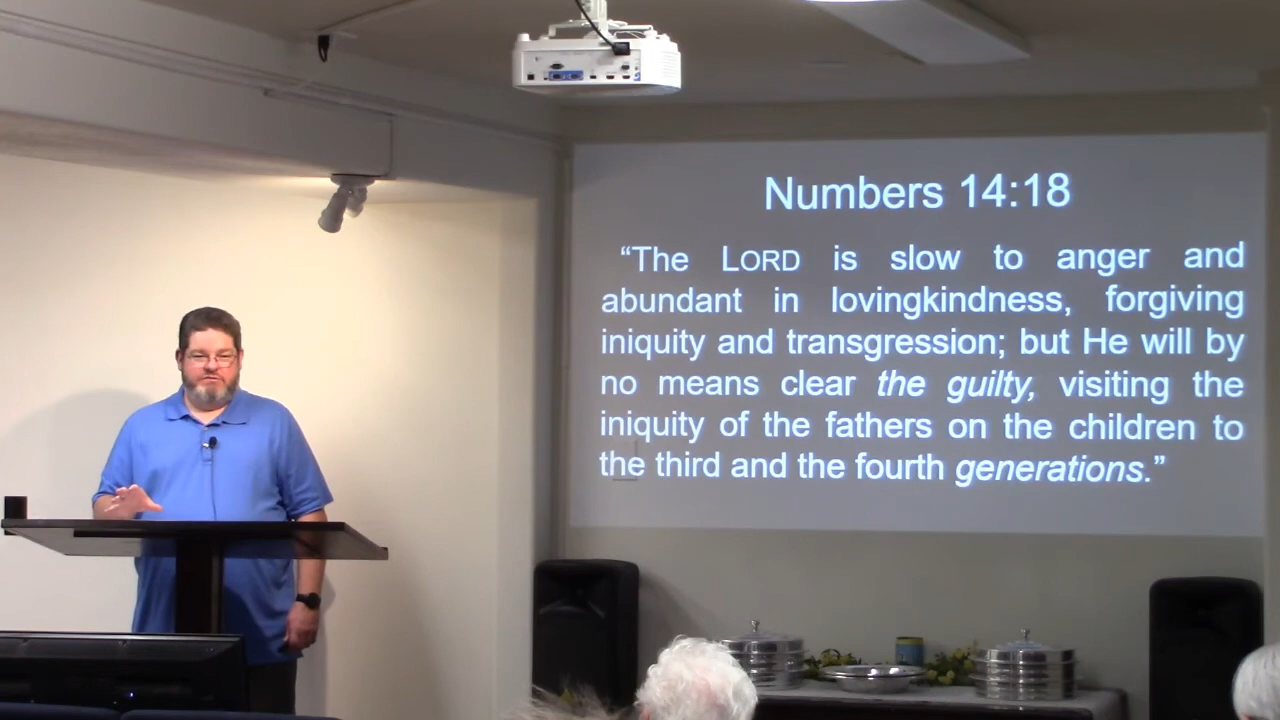 Numbers 14:18
“The LORD is slow to anger and
abundant in lovingkindness, forgiving
iniquity and transgression; but He will by
no means clear the guilty, visiting the
iniquity of the fathers on the children to
the third and the fourth generations.”